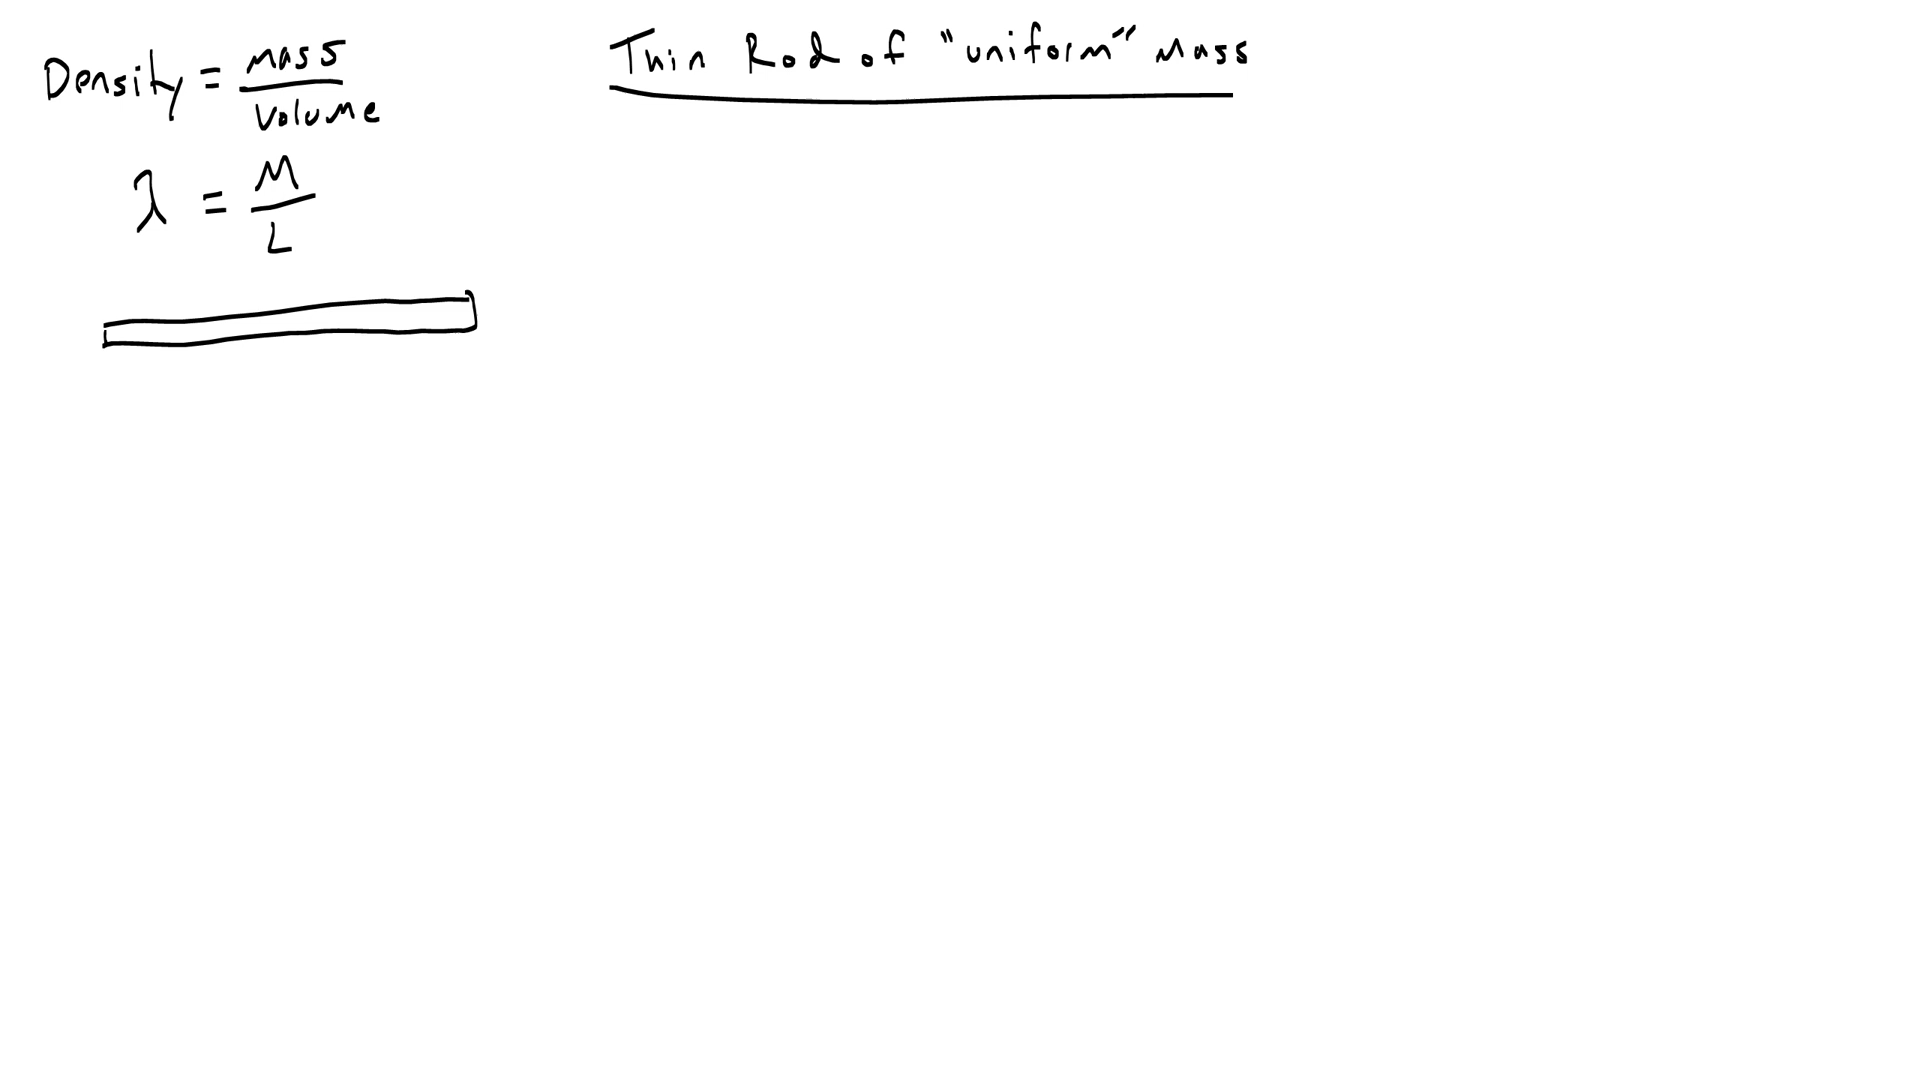 Density = mass / volume
Thin Rod of "uniform" Mass
λ = M / L